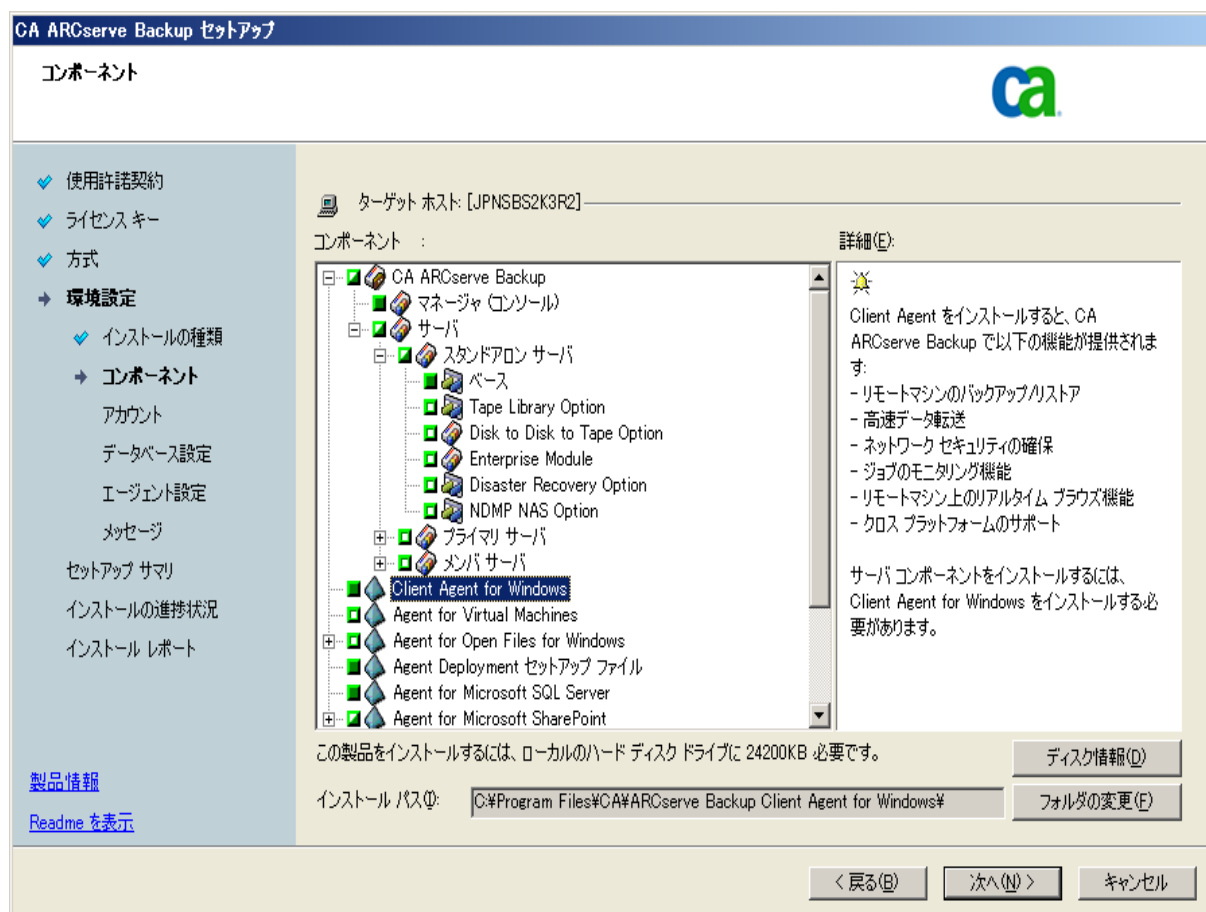 CA ARCserve Backup セットアップ
コンポーネント
ca
使用許諾契約
ライセンス キー
方式
環境設定
インストールの種類
コンポーネント
アカウント
データベース設定
エージェント設定
メッセージ
セットアップ サマリ
インストールの進捗状況
インストール レポート
製品情報
Readme を表示
ターゲット ホスト: [JPNSBS2K3R2]
コンポーネント :
CA ARCserve Backup
マネージャ (コンソール)
サーバ
スタンドアロン サーバ
ベース
Tape Library Option
Disk to Disk to Tape Option
Enterprise Module
Disaster Recovery Option
NDMP NAS Option
プライマリ サーバ
メンバ サーバ
Client Agent for Windows
Agent for Virtual Machines
Agent for Open Files for Windows
Agent Deployment セットアップ ファイル
Agent for Microsoft SQL Server
Agent for Microsoft SharePoint
詳細(E):
Client Agent をインストールすると、CA
ARCserve Backup で以下の機能が提供されま
す:
- リモートマシンのバックアップ/リストア
- 高速データ転送
- ネットワーク セキュリティの確保
- ジョブのモニタリング機能
- リモートマシン上のリアルタイム ブラウズ機能
- クロス プラットフォームのサポート
サーバ コンポーネントをインストールするには、
Client Agent for Windows をインストールする必
要があります。
この製品をインストールするには、ローカルのハード ディスク ドライブに 24200KB 必要です。
ディスク情報(D)
インストール パス(I):
C:¥Program Files¥CA¥ARCserve Backup Client Agent for Windows¥
フォルダの変更(F)
< 戻る(B)
次へ(N) >
キャンセル